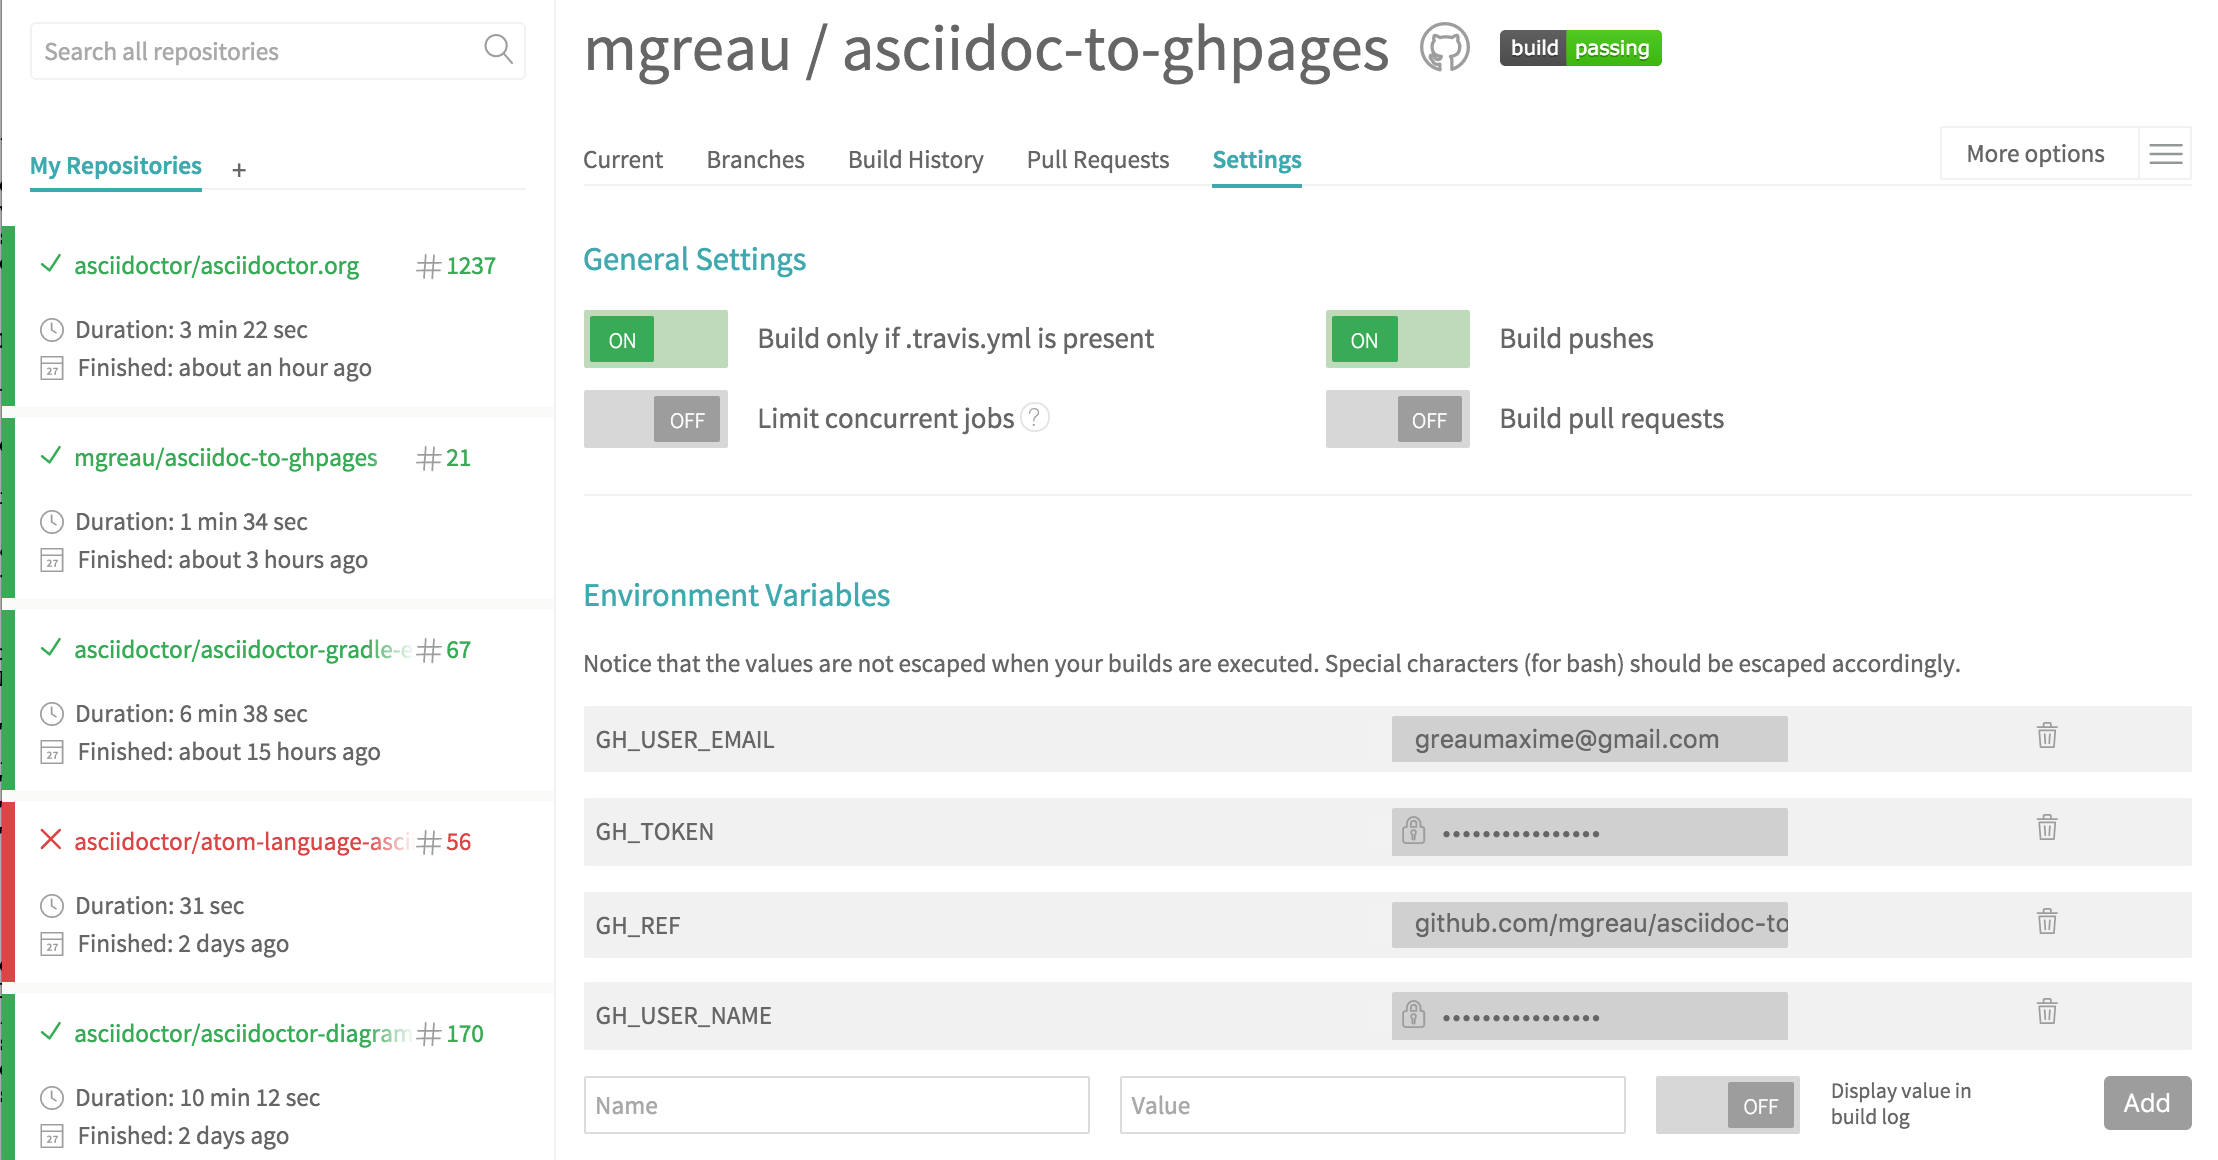 Search all repositories
My Repositories +
asciidoctor/asciidoctor.org # 1237
Duration: 3 min 22 sec
27 Finished: about an hour ago
mgreau/asciidoc-to-ghpages # 21
Duration: 1 min 34 sec
27 Finished: about 3 hours ago
asciidoctor/asciidoctor-gradle-e # 67
Duration: 6 min 38 sec
27 Finished: about 15 hours ago
asciidoctor/atom-language-asci # 56
Duration: 31 sec
27 Finished: 2 days ago
asciidoctor/asciidoctor-diagram # 170
Duration: 10 min 12 sec
27 Finished: 2 days ago
mgreau / asciidoc-to-ghpages build passing
Current Branches Build History Pull Requests Settings More options
General Settings
ON Build only if .travis.yml is present ON Build pushes
OFF Limit concurrent jobs ? OFF Build pull requests
Environment Variables
Notice that the values are not escaped when your builds are executed. Special characters (for bash) should be escaped accordingly.
GH_USER_EMAIL greaumaxime@gmail.com
GH_TOKEN ••••••••••••••••
GH_REF github.com/mgreau/asciidoc-to
GH_USER_NAME ••••••••••••••••
Name Value OFF Display value in
build log Add